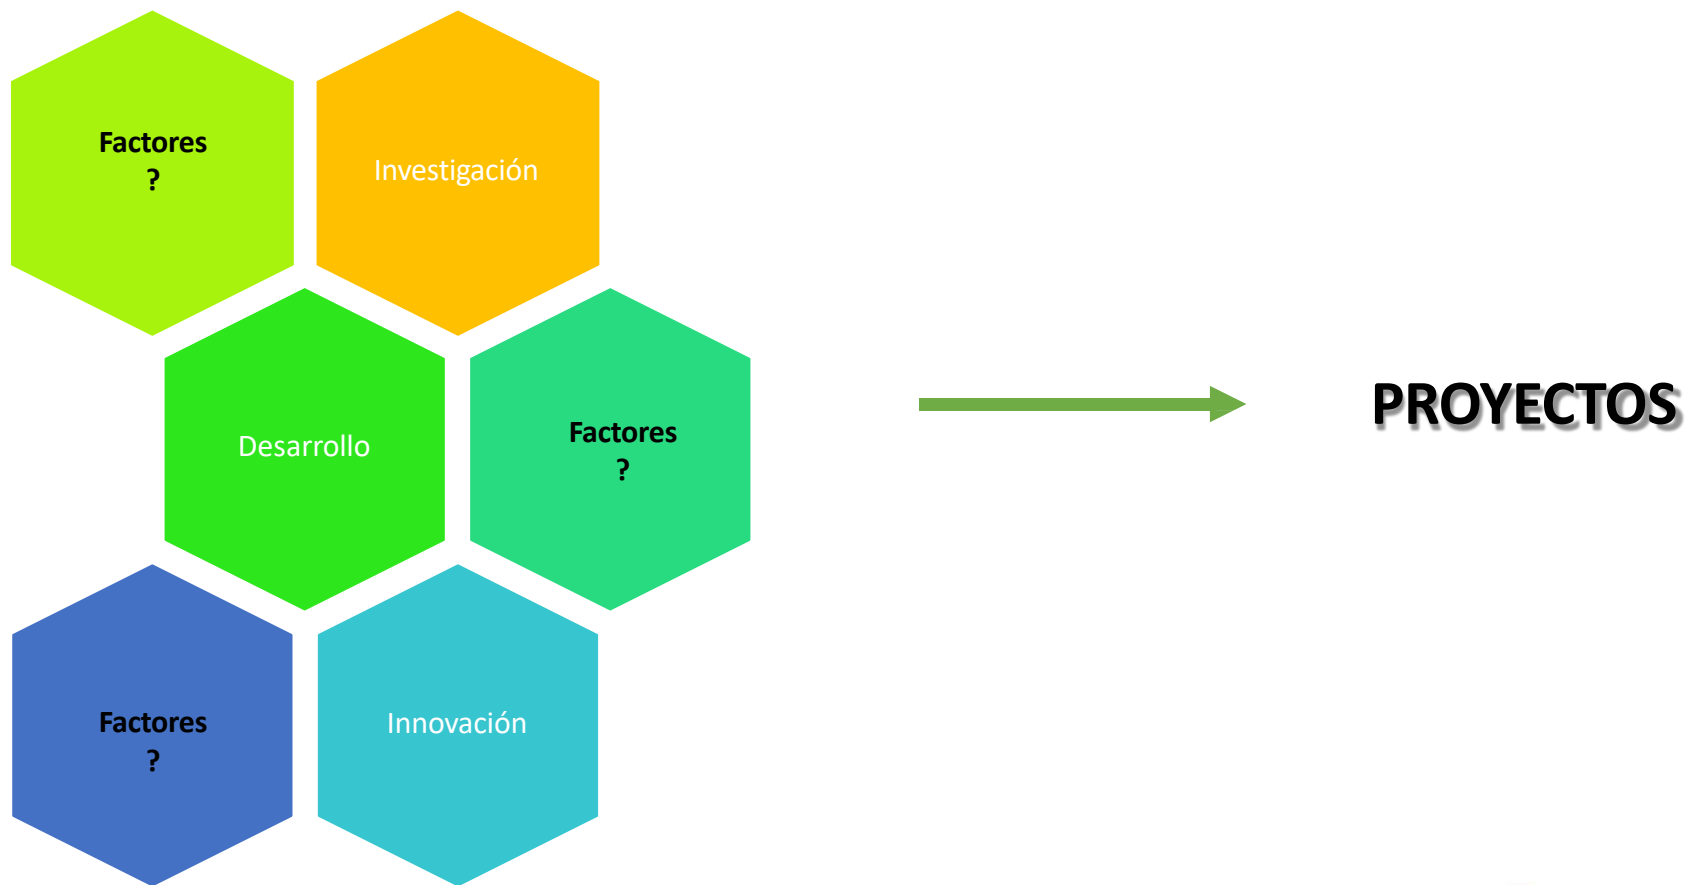 Factores
?
Investigación
Desarrollo
Factores
?
PROYECTOS
Factores
?
Innovación